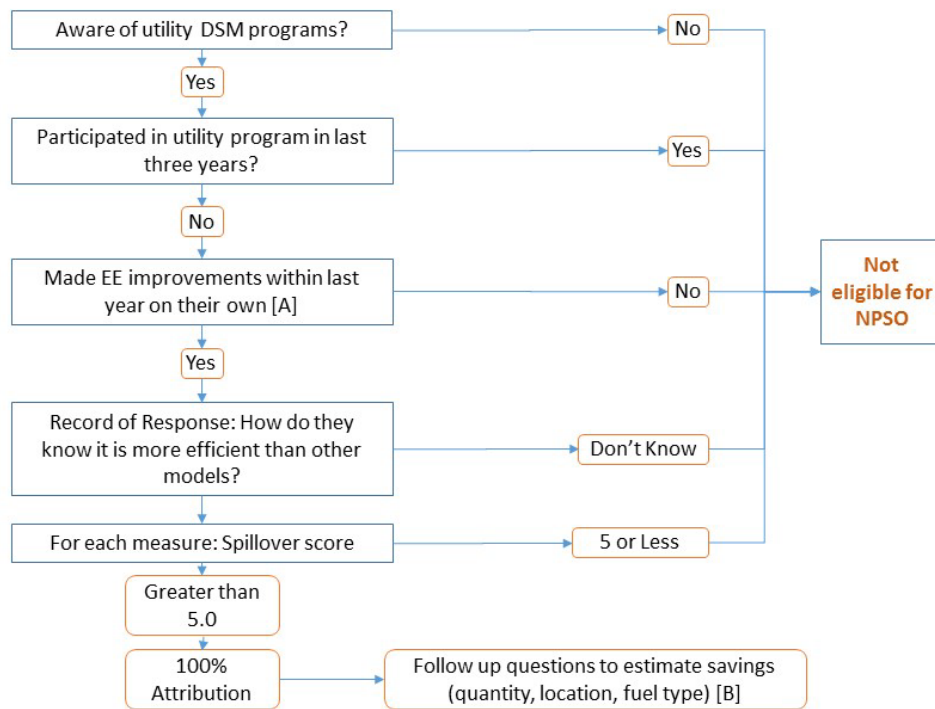 Aware of utility DSM programs?
No
Yes
Participated in utility program in last
three years?
Yes
No
Made EE improvements within last
year on their own [A]
No
Not
eligible for
NPSO
Yes
Record of Response: How do they
know it is more efficient than other
models?
Don't Know
For each measure: Spillover score
5 or Less
Greater than
5.0
100%
Attribution
Follow up questions to estimate savings
(quantity, location, fuel type) [B]